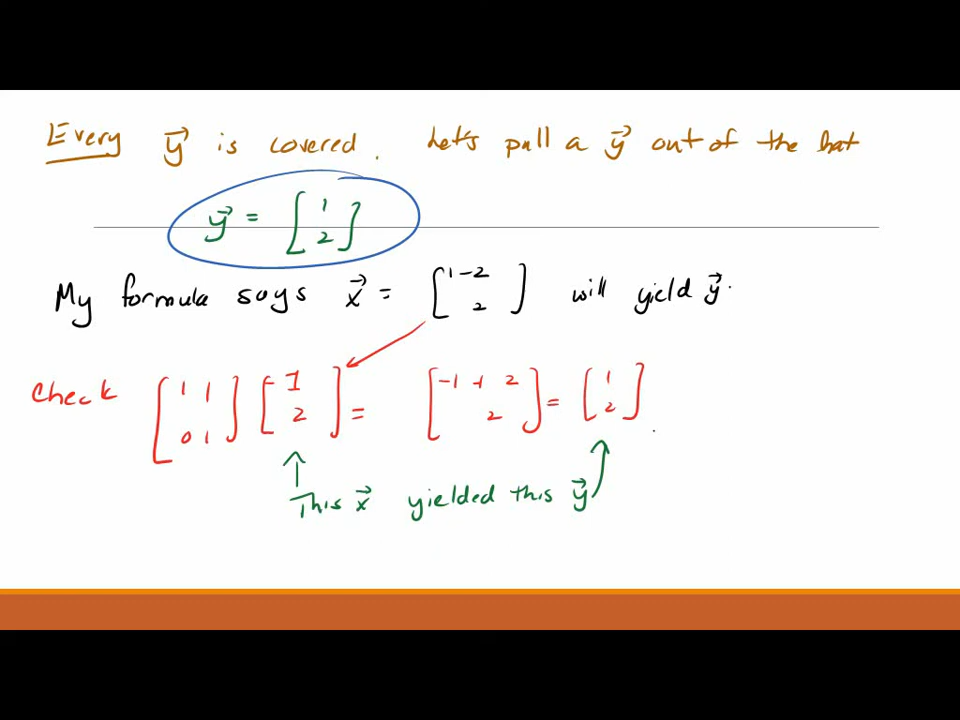 Every y⃗ is covered. Let's pull a y⃗ out of the hat
y⃗ = [1 2]
My formula says x⃗ = [1-2 2] will yield y⃗.
Check [1 1 0 1] [-1 2] = [-1 + 2 2] = [1 2].
This x⃗ yielded this y⃗